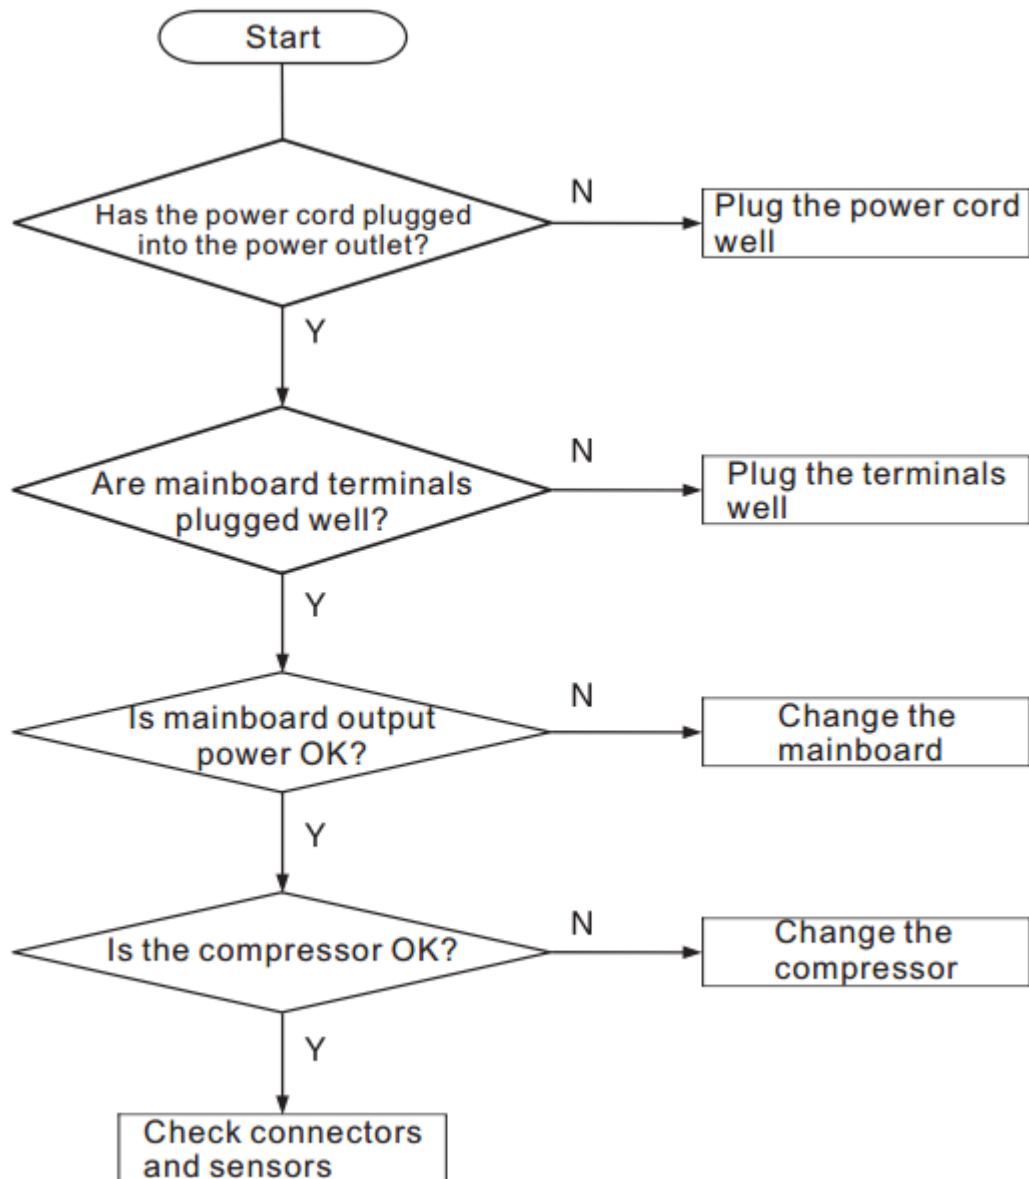 Start
Has the power cord plugged
into the power outlet?
N
Plug the power cord
well
Y
Are mainboard terminals
plugged well?
N
Plug the terminals
well
Y
Is mainboard output
power OK?
N
Change the
mainboard
Y
Is the compressor OK?
N
Change the
compressor
Y
Check connectors
and sensors